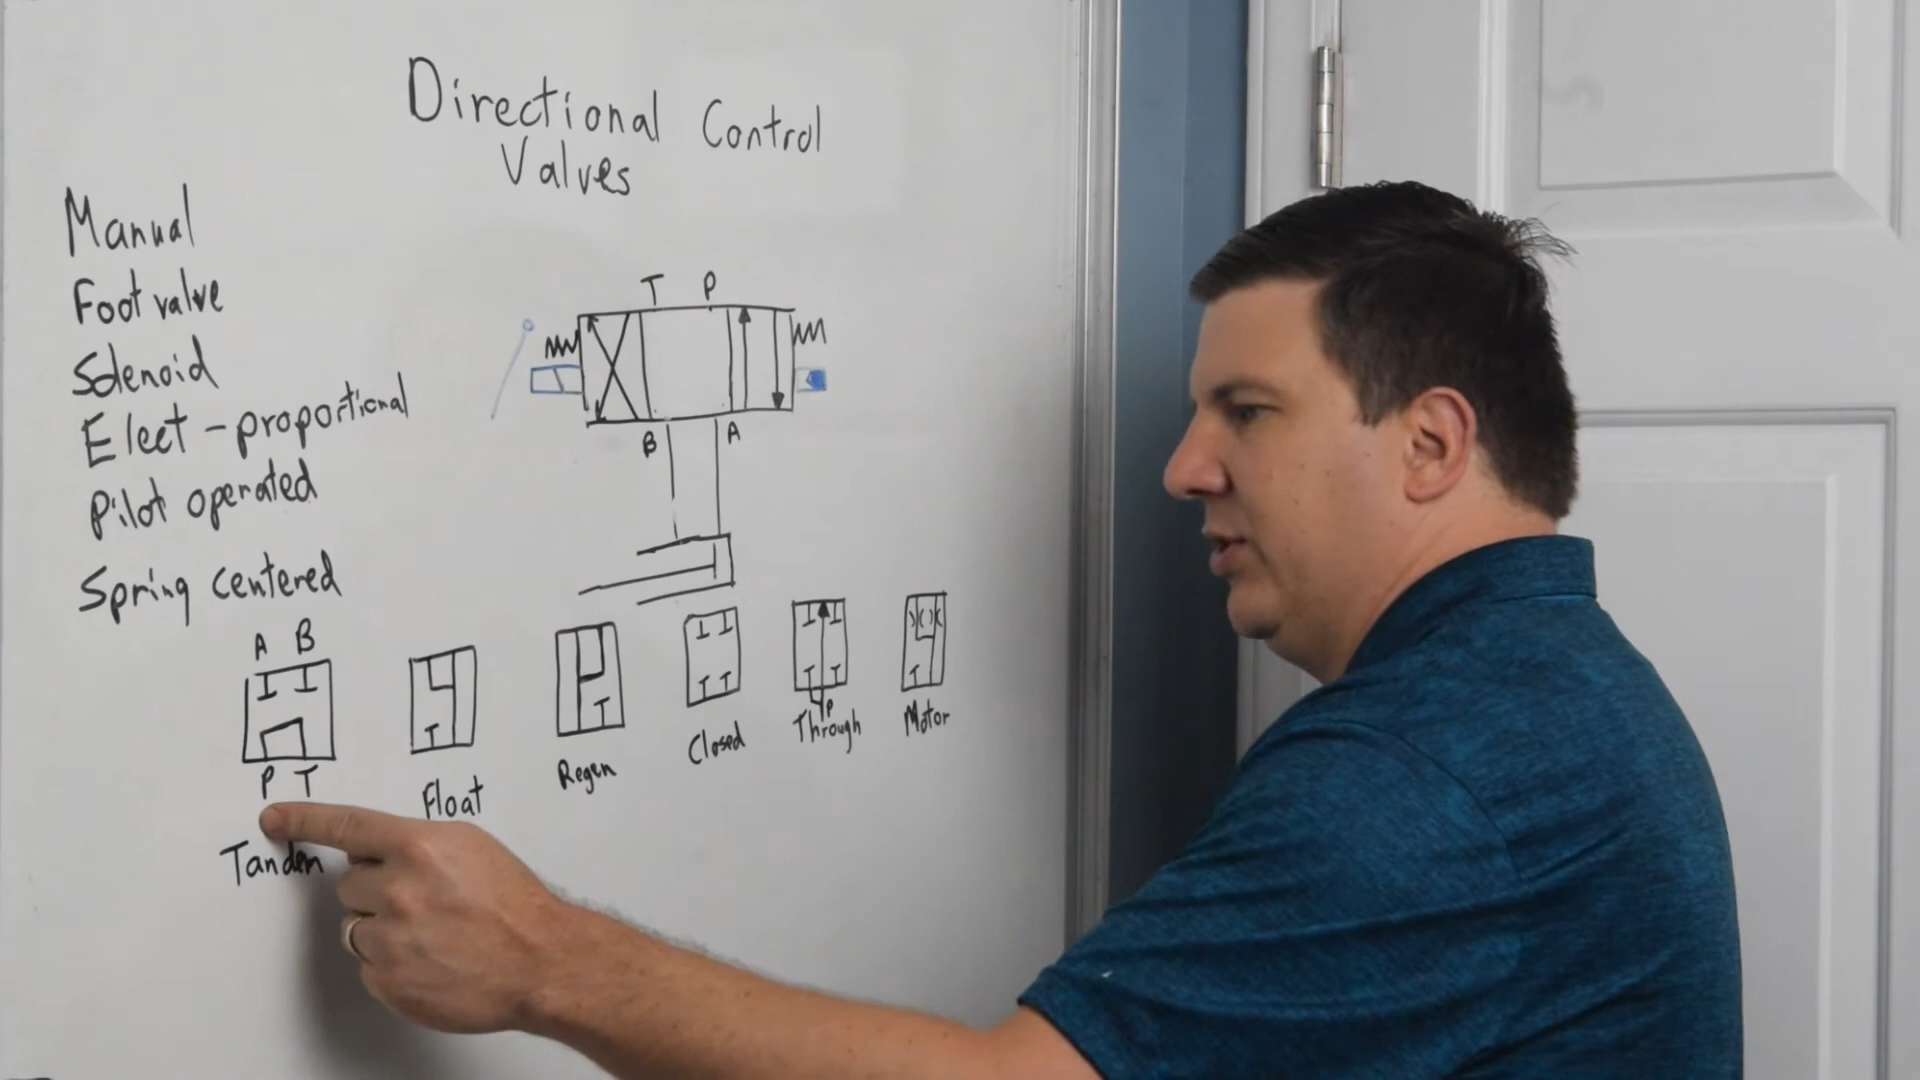 Directional Control
Valves
Manual
Foot valve
Solenoid
Elect-proportional
Pilot operated
Spring centered
T P
B A
A B
P T
Tandem
Float
Regen
Closed
P
Through
Motor